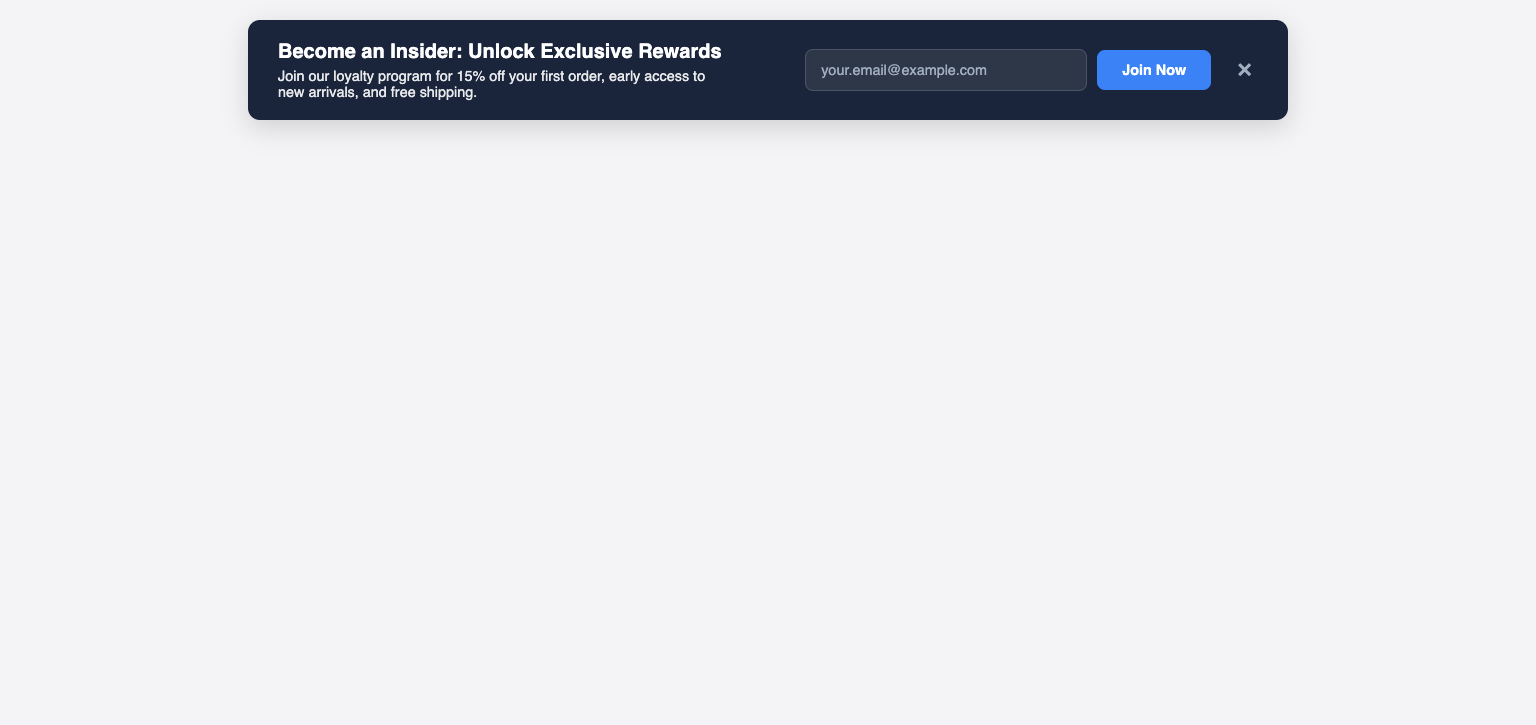 Become an Insider: Unlock Exclusive Rewards
Join our loyalty program for 15% off your first order, early access to
new arrivals, and free shipping.
your.email@example.com
Join Now
×